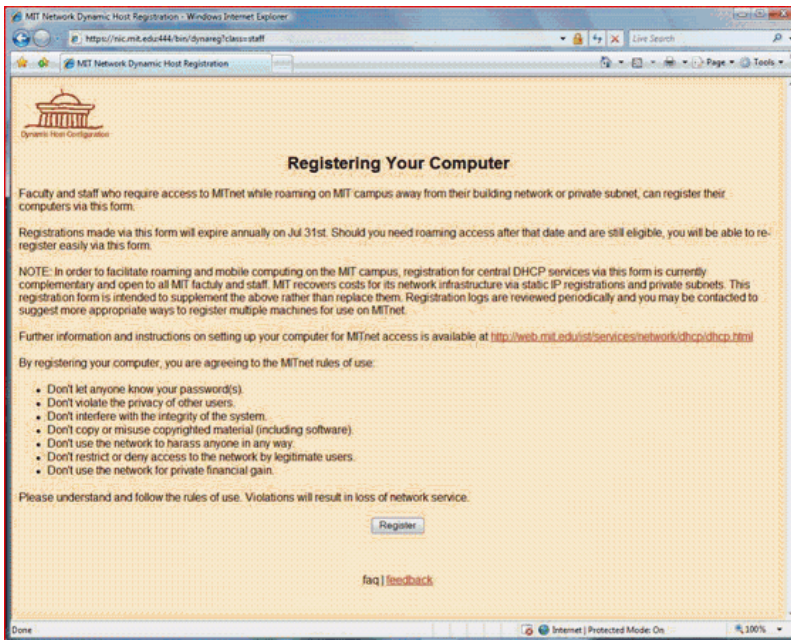 MIT Network Dynamic Host Registration - Windows Internet Explorer
https://nic.mit.edu:444/bin/dynareg?class=staff
Live Search
MIT Network Dynamic Host Registration
Page
Tools
Dynamic Host Configuration
Registering Your Computer
Faculty and staff who require access to MITnet while roaming on MIT campus away from their building network or private subnet, can register their
computers via this form.
Registrations made via this form will expire annually on Jul 31st. Should you need roaming access after that date and are still eligible, you will be able to re-
register easily via this form.
NOTE: In order to facilitate roaming and mobile computing on the MIT campus, registration for central DHCP services via this form is currently
complementary and open to all MIT factuly and staff. MIT recovers costs for its network infrastructure via static IP registrations and private subnets. This
registration form is intended to supplement the above rather than replace them. Registration logs are reviewed periodically and you may be contacted to
suggest more appropriate ways to register multiple machines for use on MITnet.
Further information and instructions on setting up your computer for MITnet access is available at http://web.mit.edu/ist/services/network/dhcp/dhcp.html
By registering your computer, you are agreeing to the MITnet rules of use:
• Don't let anyone know your password(s).
• Don't violate the privacy of other users.
• Don't interfere with the integrity of the system.
• Don't copy or misuse copyrighted material (including software).
• Don't use the network to harass anyone in any way.
• Don't restrict or deny access to the network by legitimate users.
• Don't use the network for private financial gain.
Please understand and follow the rules of use. Violations will result in loss of network service.
Register
faq | feedback
Done
Internet | Protected Mode: On
100%